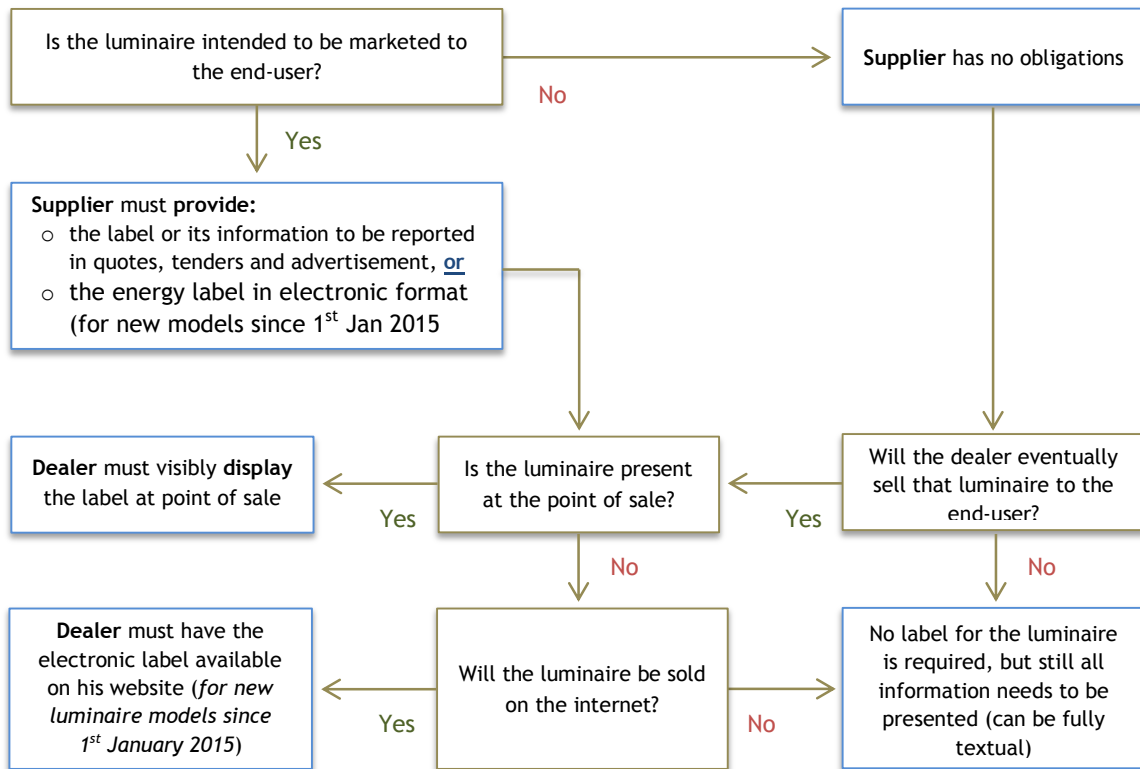 Is the luminaire intended to be marketed to
the end-user?
No
Supplier has no obligations
Yes
Supplier must provide:
o the label or its information to be reported
in quotes, tenders and advertisement, or
o the energy label in electronic format
(for new models since 1st Jan 2015
Dealer must visibly display
the label at point of sale
Yes
Is the luminaire present
at the point of sale?
Yes
Will the dealer eventually
sell that luminaire to the
end-user?
No
No
Dealer must have the
electronic label available
on his website (for new
luminaire models since
1st January 2015)
Yes
Will the luminaire be sold
on the internet?
No
No label for the luminaire
is required, but still all
information needs to be
presented (can be fully
textual)